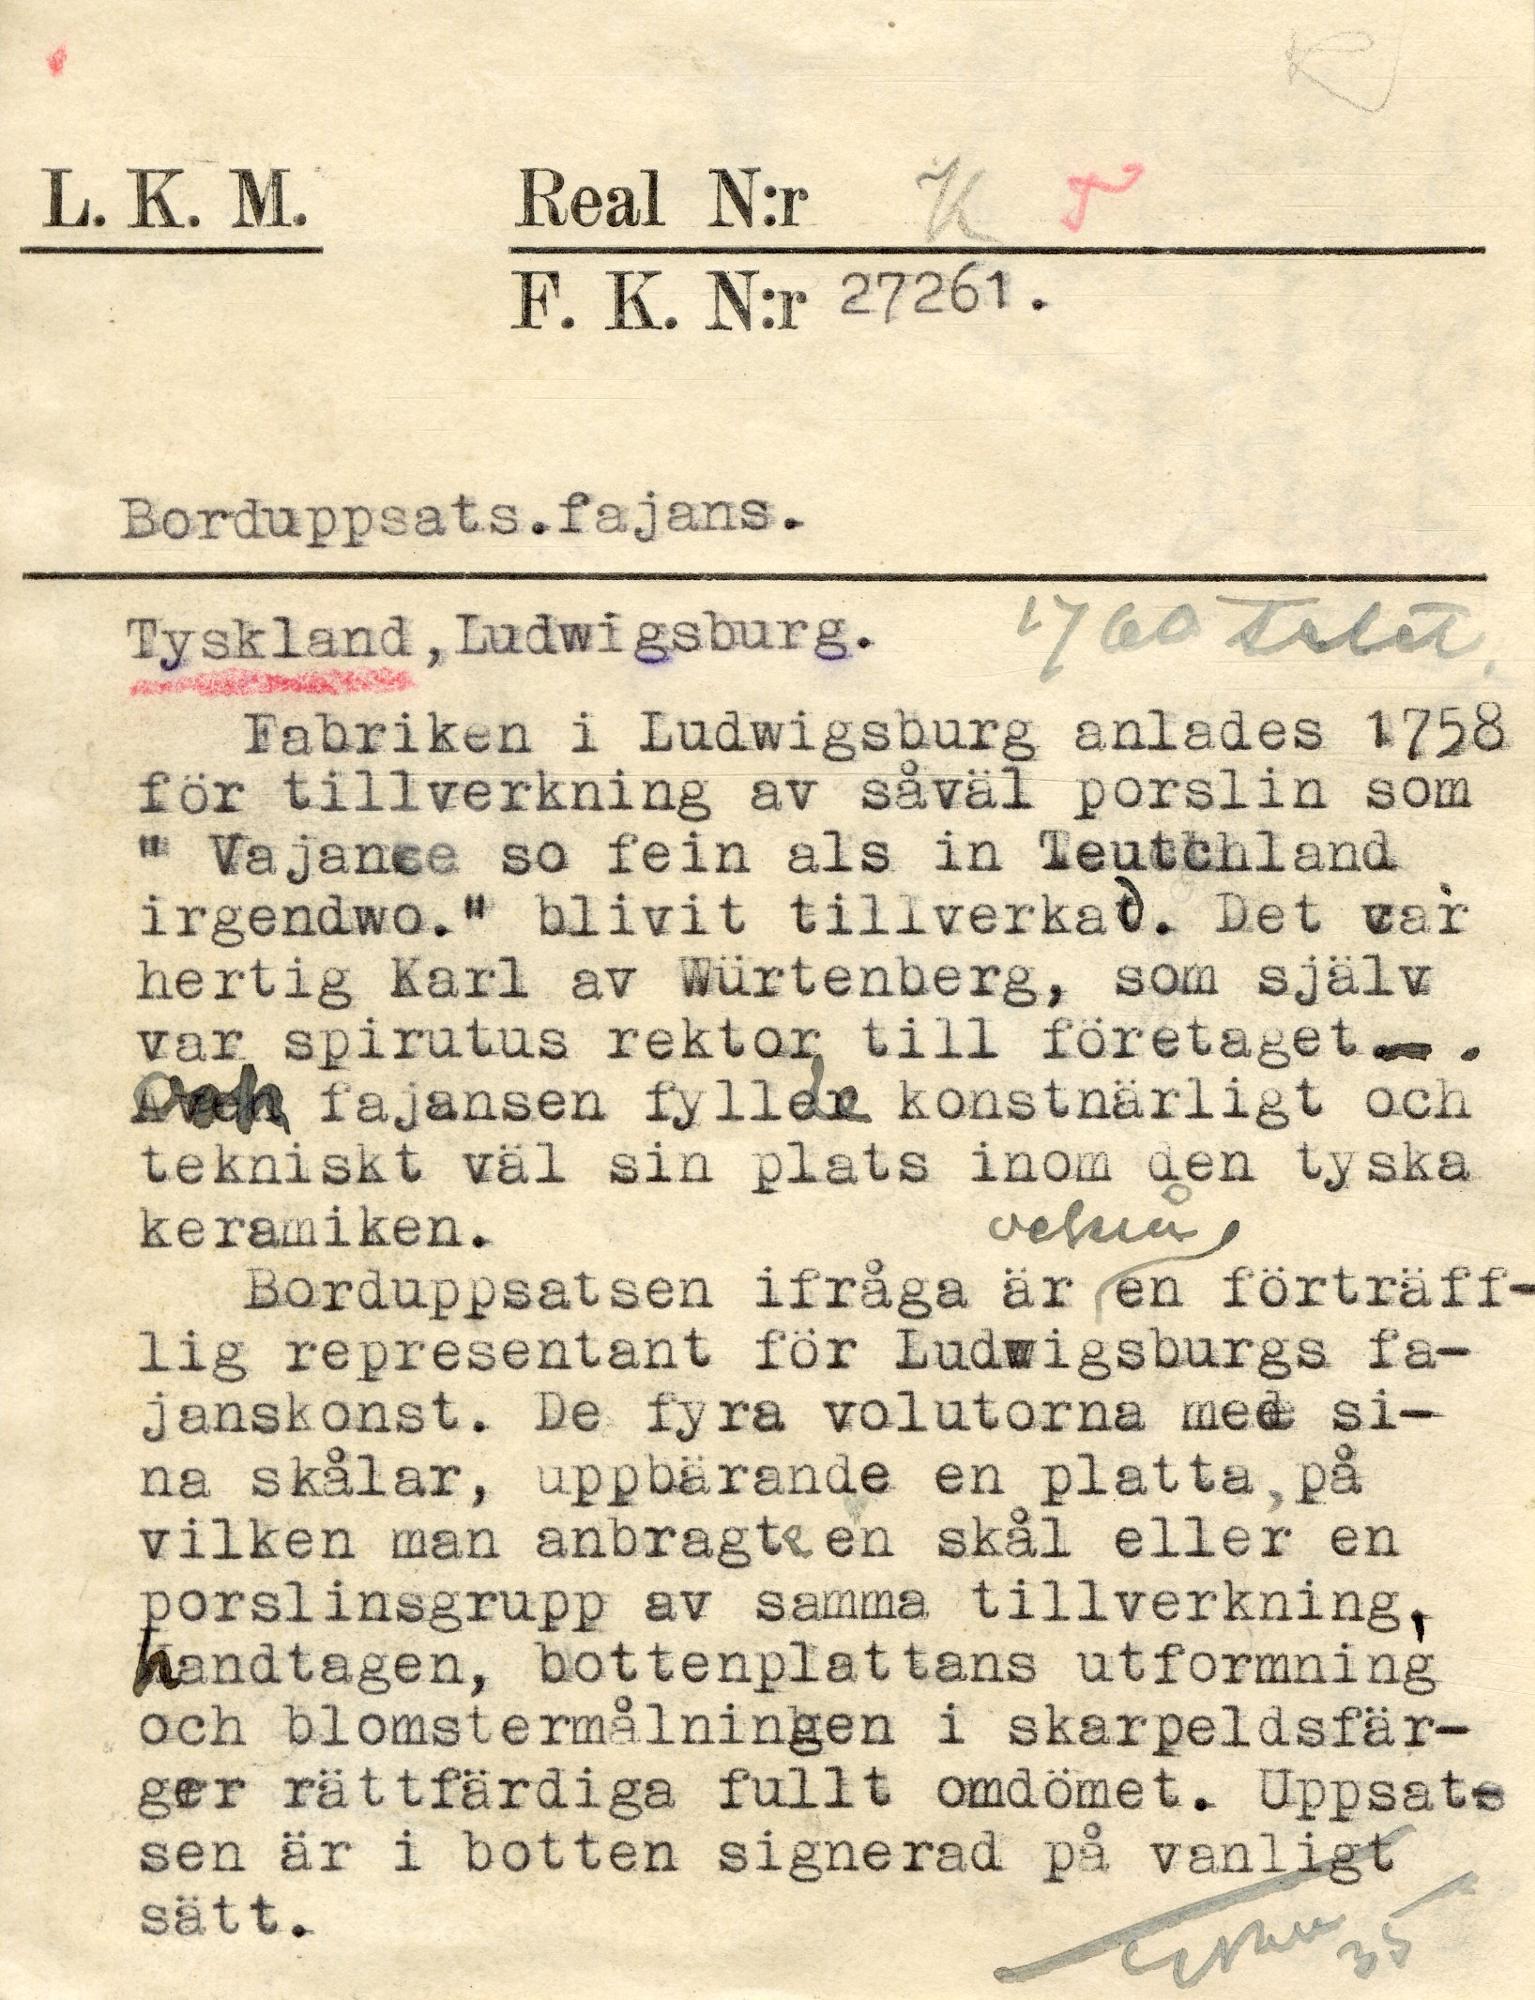 K
L. K. M. Real N:r K T
F. K. N:r 27261.
Borduppsats.fajans.
Tyskland,Ludwigsburg. 1760 talet.
Fabriken i Ludwigsburg anlades 1758
för tillverkning av såväl porslin som
" Vajance so fein als in Teutchland
irgendwo." blivit tillverkad. Det var
hertig Karl av Würtenberg, som själv
var spirutus rektor till företaget.
Och fajansen fyller konstnärligt och
tekniskt väl sin plats inom den tyska
keramiken.
också
Borduppsatsen ifråga är en förträff-
lig representant för Ludwigsburgs fa-
janskonst. De fyra volutorna med si-
na skålar, uppbärande en platta,på
vilken man anbragte en skål eller en
porslinsgrupp av samma tillverkning,
handtagen, bottenplattans utformning
och blomstermålningen i skarpeldsfär-
ger rättfärdiga fullt omdömet. Uppsat-
sen är i botten signerad på vanligt
sätt.
35